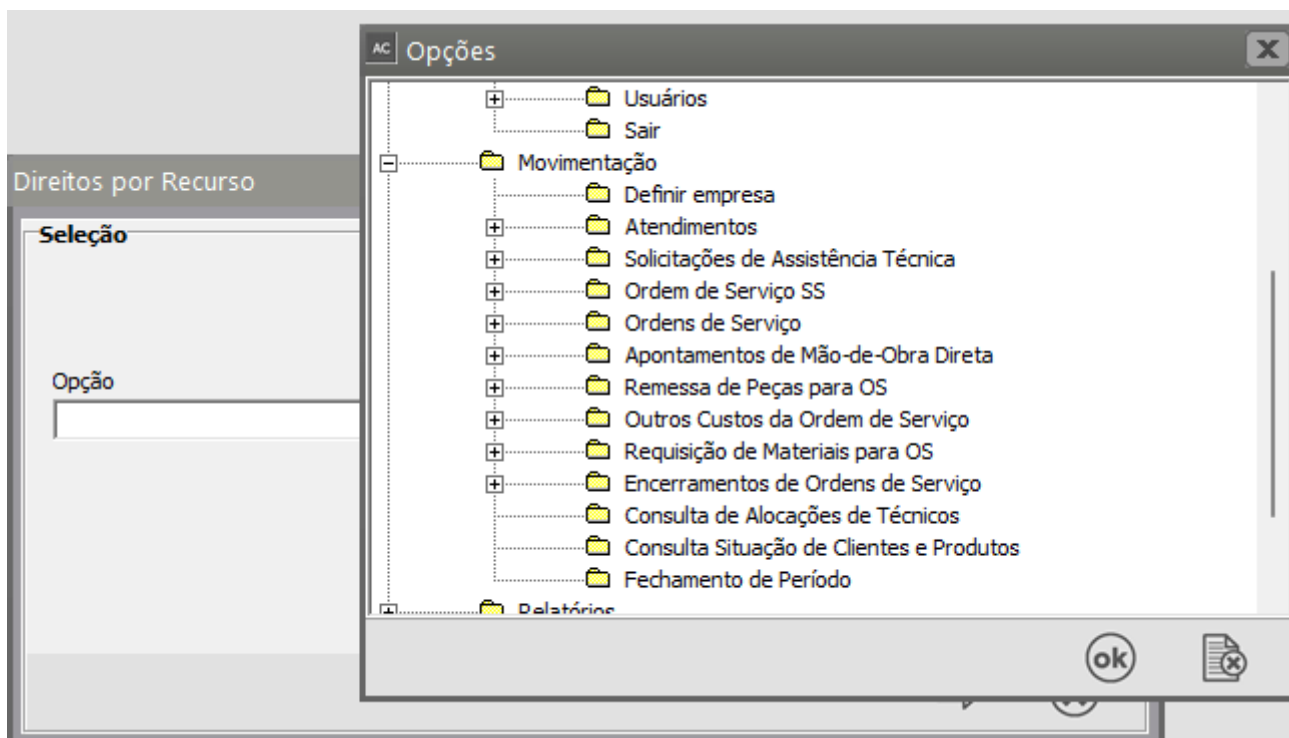 AC Opções
Usuários
Sair
Movimentação
Definir empresa
Atendimentos
Solicitações de Assistência Técnica
Ordem de Serviço SS
Ordens de Serviço
Apontamentos de Mão-de-Obra Direta
Remessa de Peças para OS
Outros Custos da Ordem de Serviço
Requisição de Materiais para OS
Encerramentos de Ordens de Serviço
Consulta de Alocações de Técnicos
Consulta Situação de Clientes e Produtos
Fechamento de Período
Relatórios
ok
Direitos por Recurso
Seleção
Opção